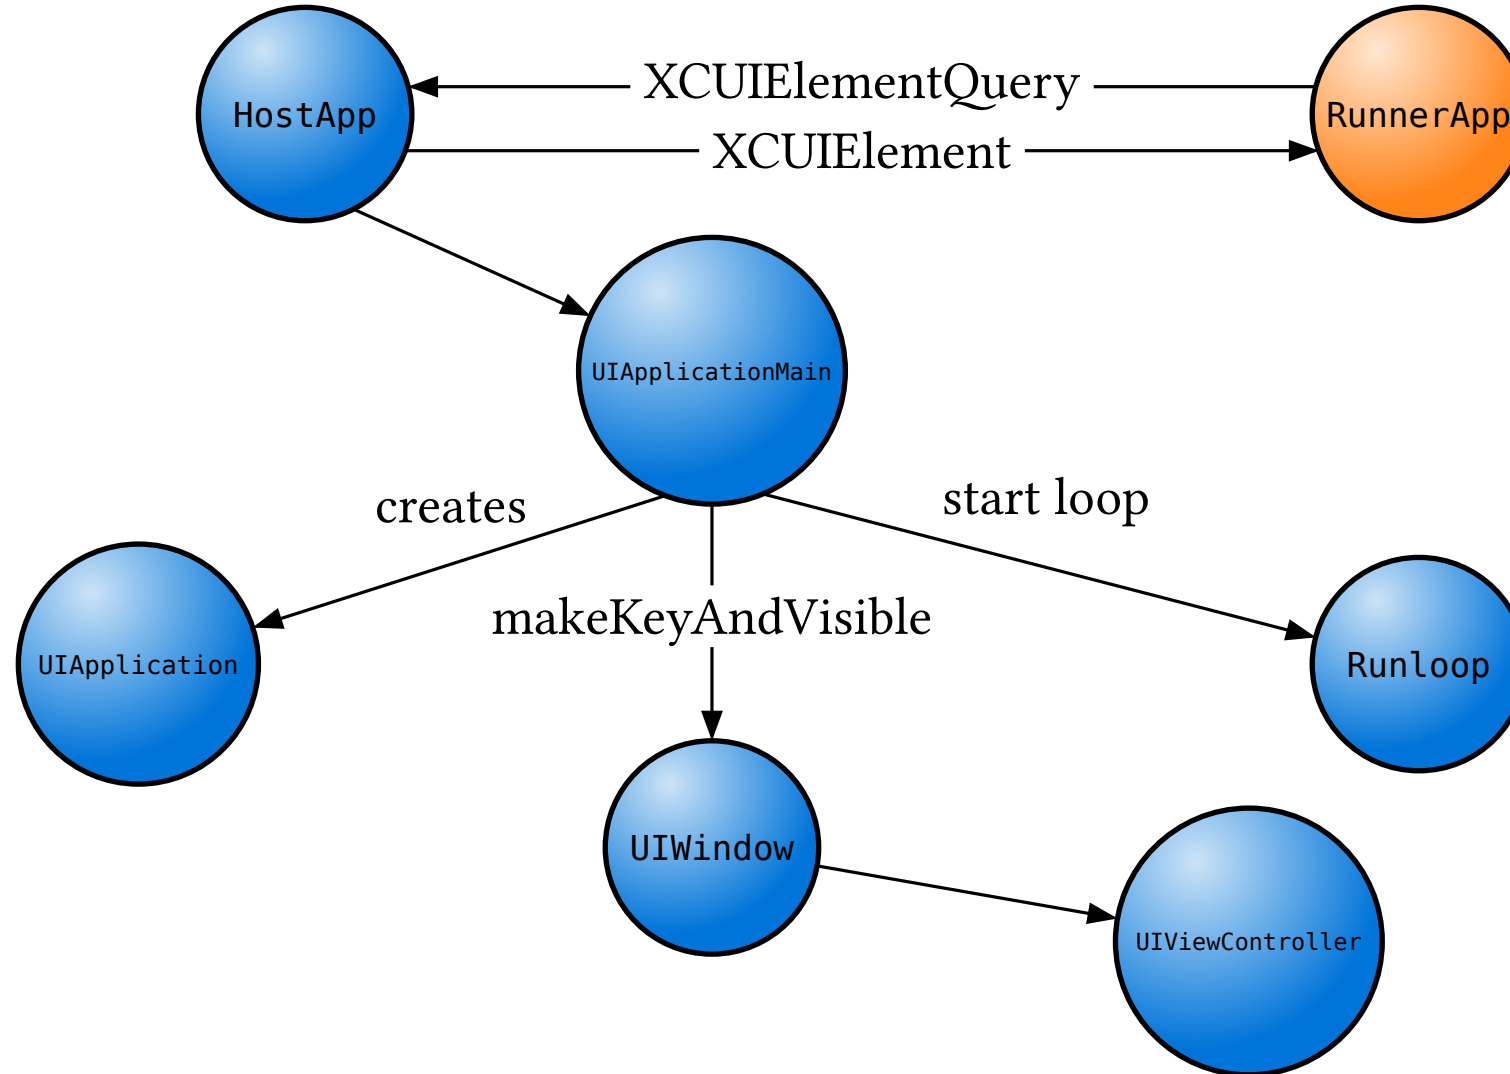 XCUIElementQuery
HostApp
RunnerApp
XCUIElement
UIApplicationMain
creates
start loop
makeKeyAndVisible
UIApplication
Runloop
UIWindow
UIViewController